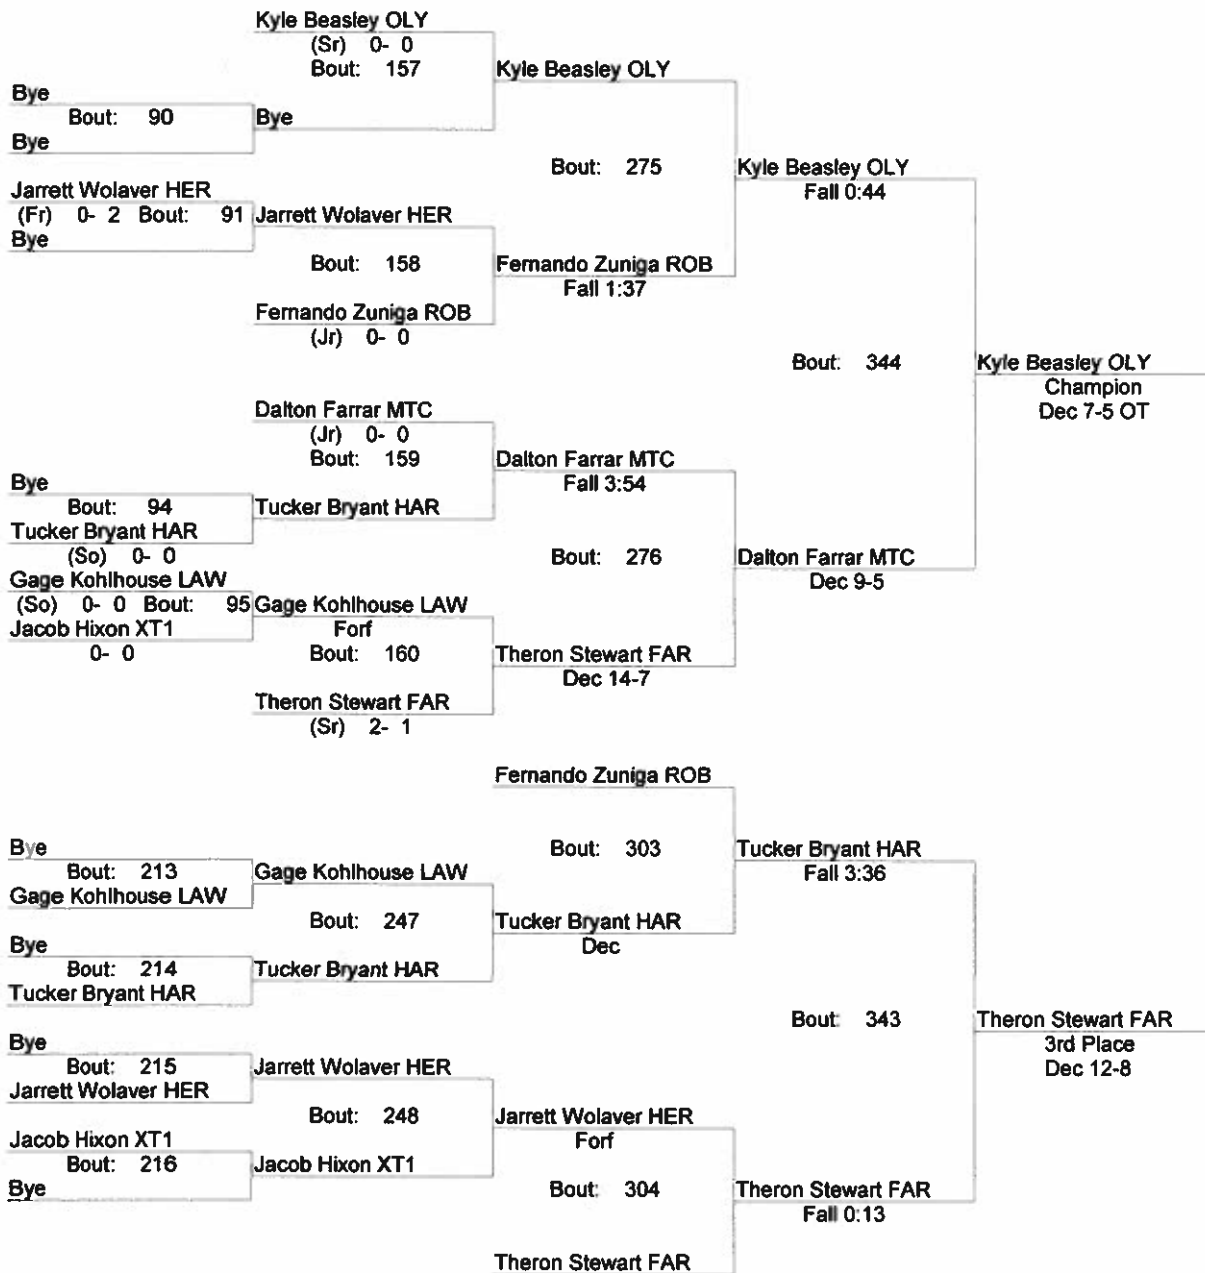 Kyle Beasley OLY
(Sr) 0- 0
Bout: 157
Kyle Beasley OLY
Bye
Bout: 90
Bye
Bye
Bout: 275
Kyle Beasley OLY
Fall 0:44
Jarrett Wolaver HER
(Fr) 0- 2 Bout: 91
Jarrett Wolaver HER
Bye
Bout: 158
Fernando Zuniga ROB
Fall 1:37
Fernando Zuniga ROB
(Jr) 0- 0
Bout: 344
Kyle Beasley OLY
Champion
Dec 7-5 OT
Dalton Farrar MTC
(Jr) 0- 0
Bout: 159
Dalton Farrar MTC
Fall 3:54
Bye
Bout: 94
Tucker Bryant HAR
Tucker Bryant HAR
(So) 0- 0
Bout: 276
Dalton Farrar MTC
Dec 9-5
Gage Kohlhouse LAW
(So) 0- 0 Bout: 95
Gage Kohlhouse LAW
Forf
Jacob Hixon XT1
0- 0
Bout: 160
Theron Stewart FAR
Dec 14-7
Theron Stewart FAR
(Sr) 2- 1
Fernando Zuniga ROB
Bye
Bout: 213
Gage Kohlhouse LAW
Gage Kohlhouse LAW
Bout: 303
Tucker Bryant HAR
Fall 3:36
Bout: 247
Tucker Bryant HAR
Dec
Bye
Bout: 214
Tucker Bryant HAR
Tucker Bryant HAR
Bout: 343
Theron Stewart FAR
3rd Place
Dec 12-8
Bye
Bout: 215
Jarrett Wolaver HER
Jarrett Wolaver HER
Bout: 248
Jarrett Wolaver HER
Forf
Jacob Hixon XT1
Bout: 216
Jacob Hixon XT1
Bye
Bout: 304
Theron Stewart FAR
Fall 0:13
Theron Stewart FAR